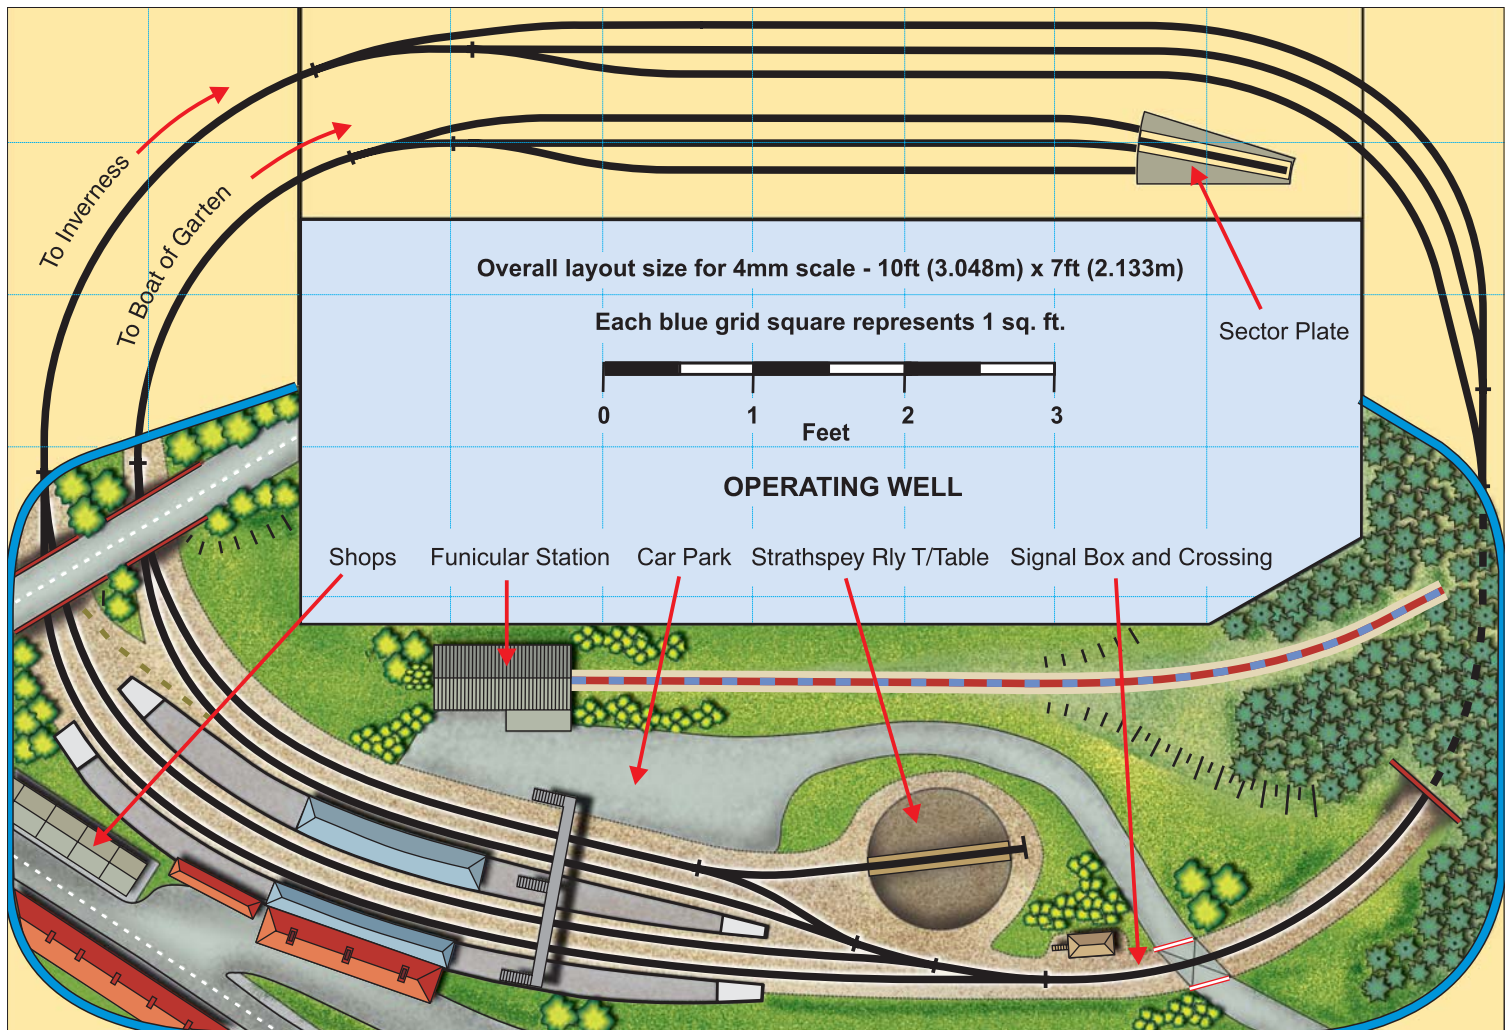 To Inverness
To Boat of Garten
Overall layout size for 4mm scale - 10ft (3.048m) x 7ft (2.133m)
Each blue grid square represents 1 sq. ft.
Sector Plate
0 1 2 3
Feet
OPERATING WELL
Shops
Funicular Station
Car Park
Strathspey Rly T/Table
Signal Box and Crossing